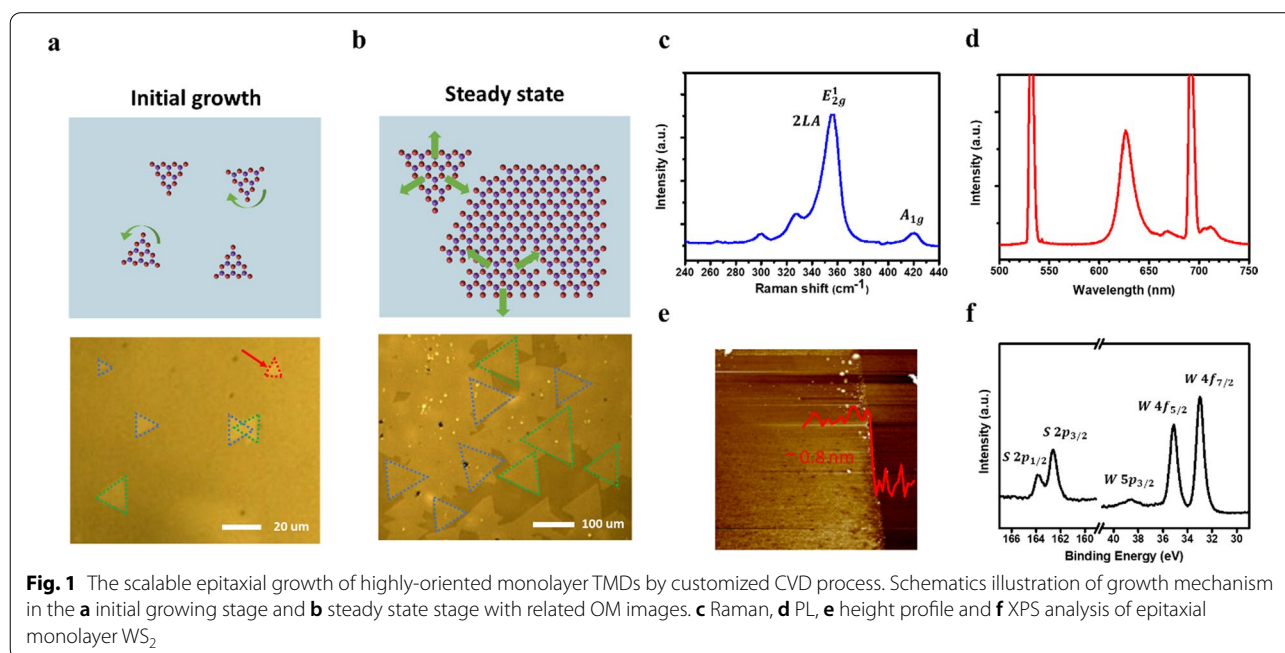 a
Initial growth
20 um
b
Steady state
100 um
c
Intensity (a.u.)
2LA
E¹₂g
A₁g
240 260 280 300 320 340 360 380 400 420 440
Raman shift (cm⁻¹)
d
Intensity (a.u.)
500 550 600 650 700 750
Wavelength (nm)
e
~ 0.8 nm
f
Intensity (a.u.)
S 2p₁/₂
S 2p₃/₂
W 5p₃/₂
W 4f₅/₂
W 4f₇/₂
166 164 162 160 40 38 36 34 32 30
Binding Energy (eV)
Fig. 1 The scalable epitaxial growth of highly-oriented monolayer TMDs by customized CVD process. Schematics illustration of growth mechanism
in the a initial growing stage and b steady state stage with related OM images. c Raman, d PL, e height profile and f XPS analysis of epitaxial
monolayer WS₂